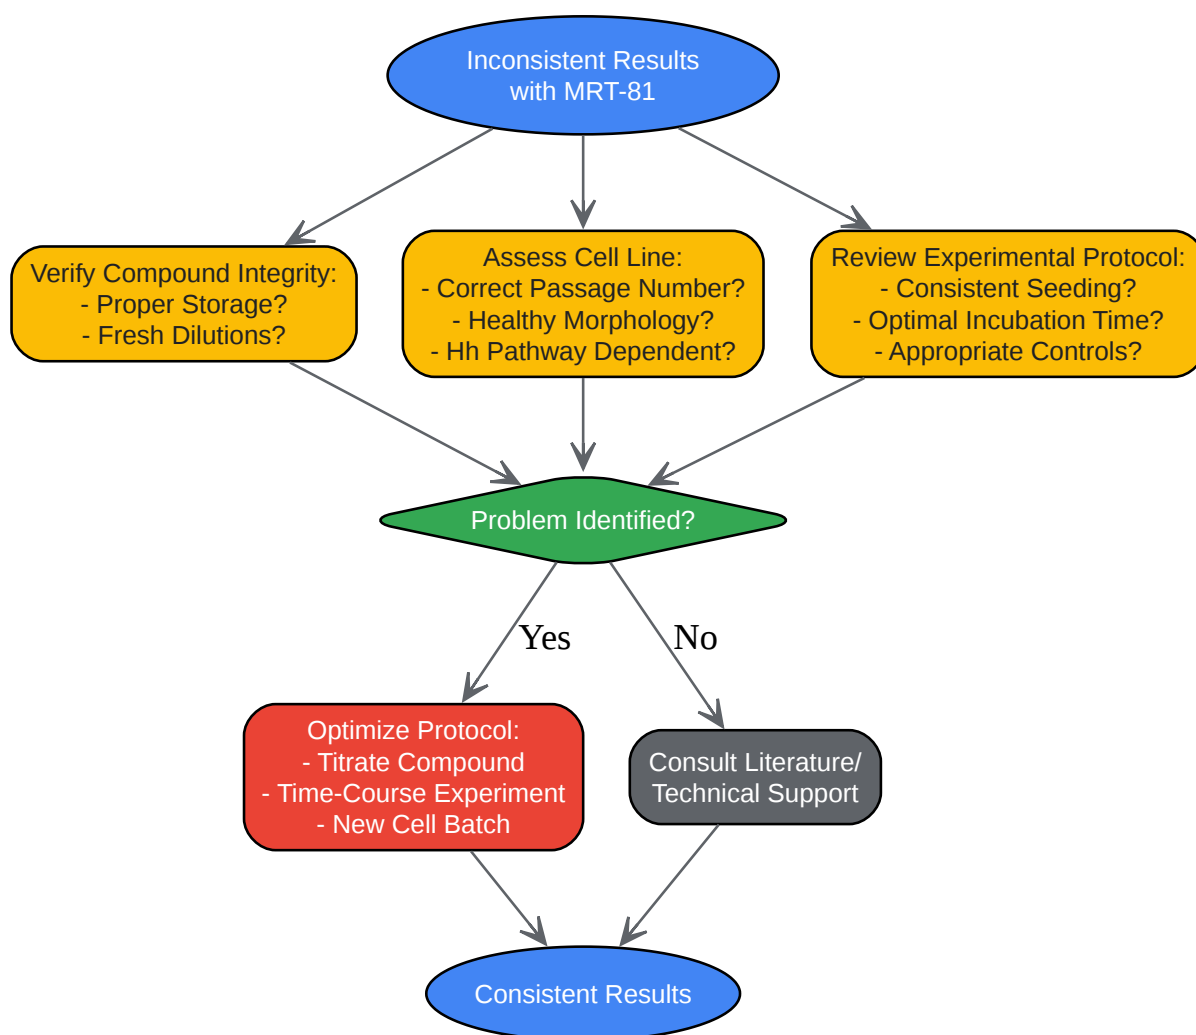 Inconsistent Results
with MRT-81
Verify Compound Integrity:
- Proper Storage?
- Fresh Dilutions?
Assess Cell Line:
- Correct Passage Number?
- Healthy Morphology?
- Hh Pathway Dependent?
Review Experimental Protocol:
- Consistent Seeding?
- Optimal Incubation Time?
- Appropriate Controls?
Problem Identified?
Yes
No
Optimize Protocol:
- Titrate Compound
- Time-Course Experiment
- New Cell Batch
Consult Literature/
Technical Support
Consistent Results